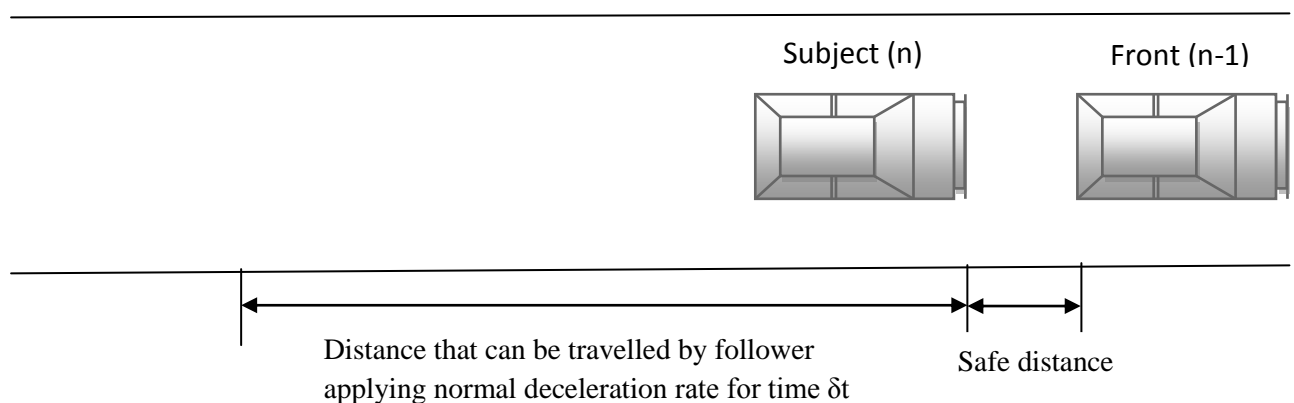 Subject (n)
Front (n-1)
Distance that can be travelled by follower
applying normal deceleration rate for time δt
Safe distance